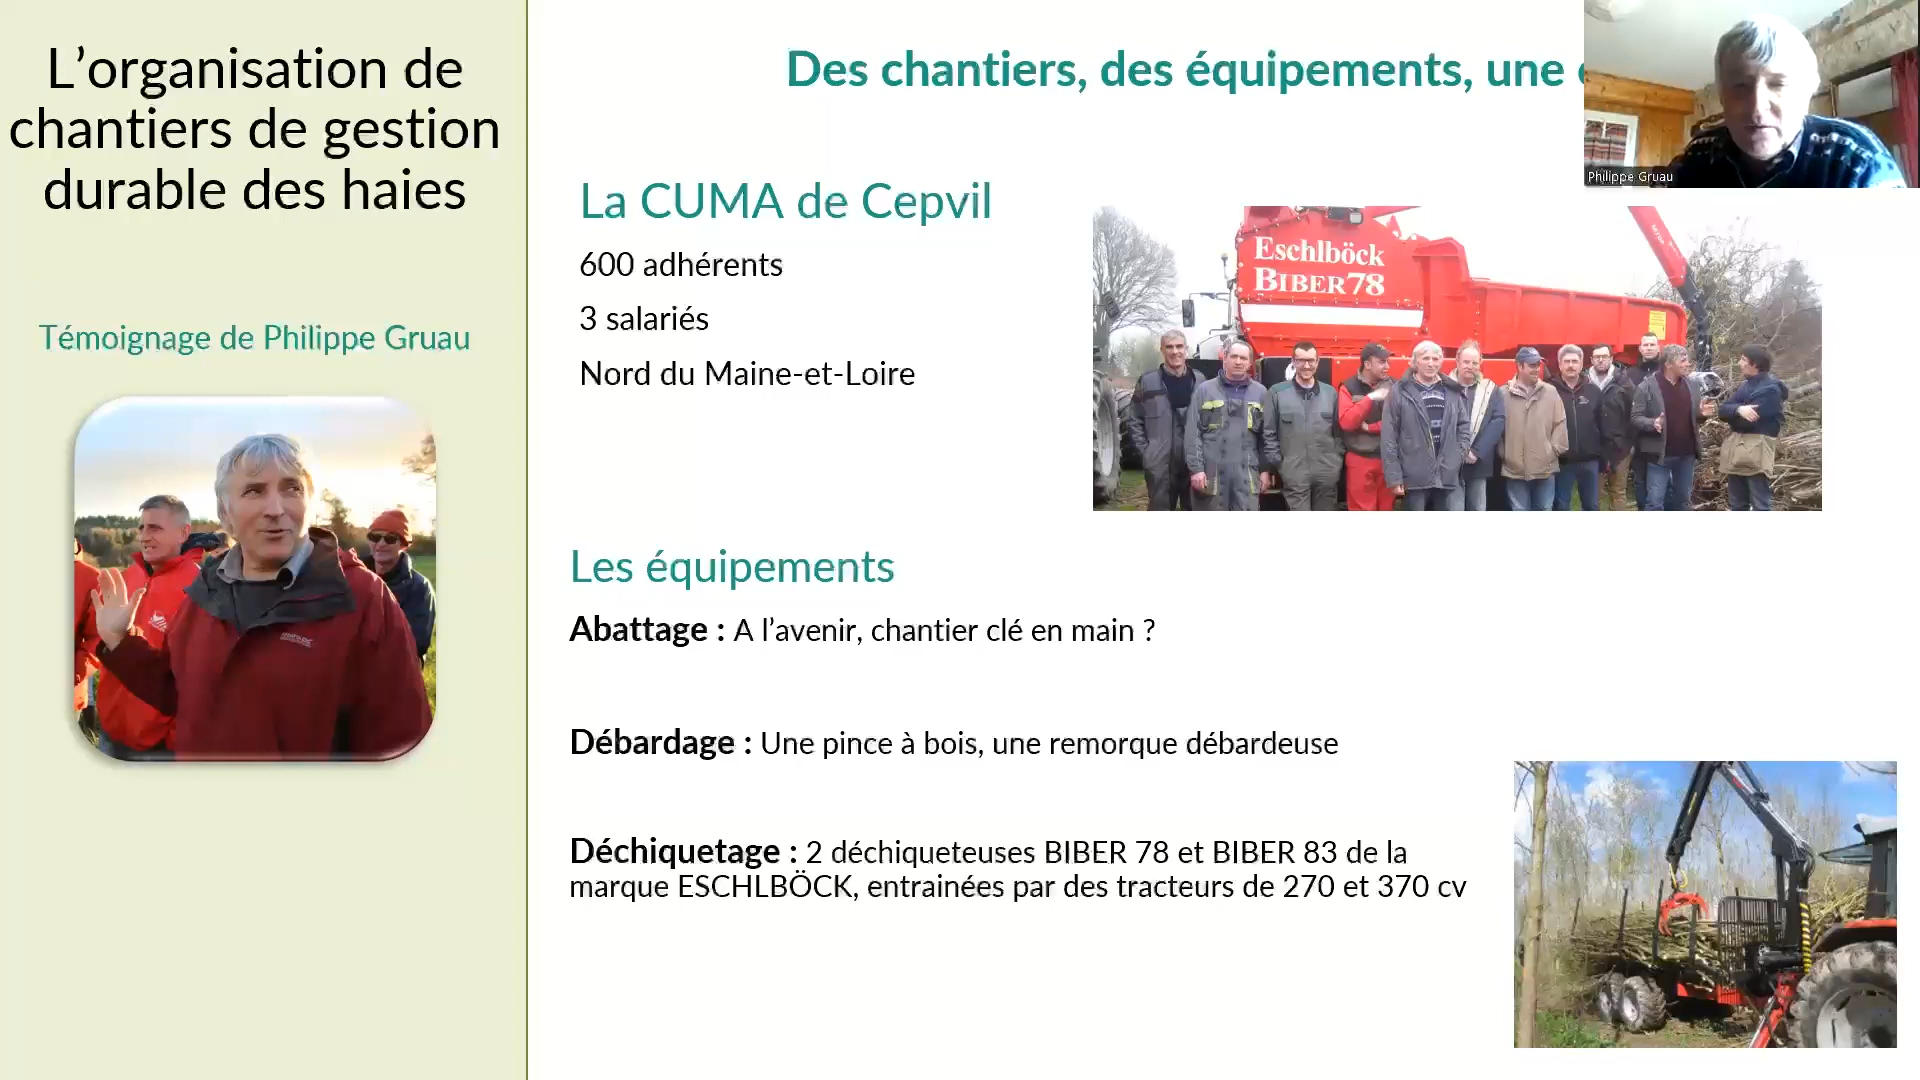 L’organisation de
chantiers de gestion
durable des haies
Témoignage de Philippe Gruau
Des chantiers, des équipements, une
Philippe Gruau
La CUMA de Cepvil
600 adhérents
3 salariés
Nord du Maine-et-Loire
Eschlböck
BIBER78
Les équipements
Abattage : A l’avenir, chantier clé en main ?
Débardage : Une pince à bois, une remorque débardeuse
Déchiquetage : 2 déchiqueteuses BIBER 78 et BIBER 83 de la
marque ESCHLBÖCK, entrainées par des tracteurs de 270 et 370 cv